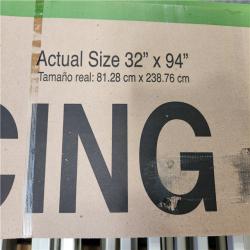 Actual Size 32” x 94”
Tamaño real: 81.28 cm x 238.76 cm
CING